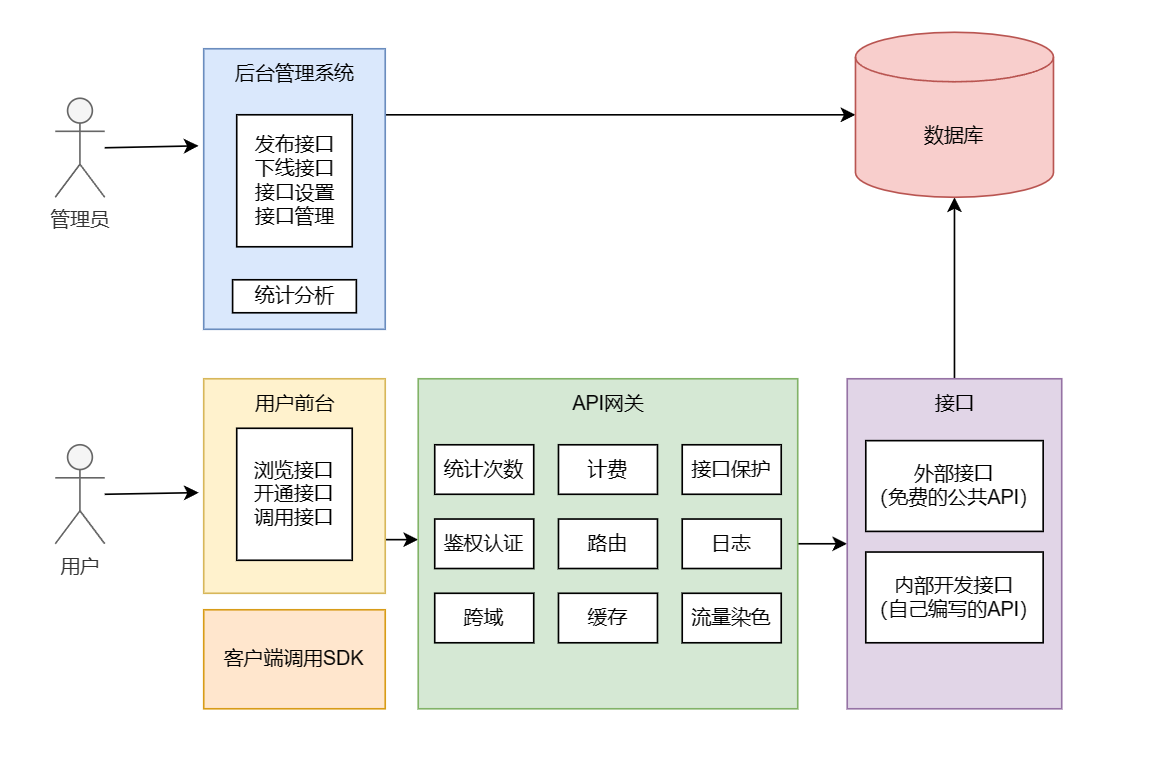 后台管理系统
发布接口
下线接口
接口设置
接口管理
统计分析
管理员
数据库
用户前台
浏览接口
开通接口
调用接口
用户
客户端调用SDK
API网关
统计次数
计费
接口保护
鉴权认证
路由
日志
跨域
缓存
流量染色
接口
外部接口
(免费的公共API)
内部开发接口
(自己编写的API)